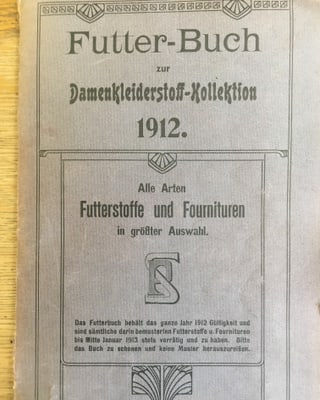 Futter-Buch
zur
Damenkleiderstoff-Kollektion
1912.
Alle Arten
Futterstoffe und Fournituren
in größter Auswahl.
Das Futterbuch behält das ganze Jahr 1912 Gültigkeit und
sind sämtliche darin bemusterten Futterstoffe u. Fournituren
bis Mitte Januar 1913 stets vorrätig und zu haben. Bitte
das Buch zu schonen und keine Muster herauszureißen.